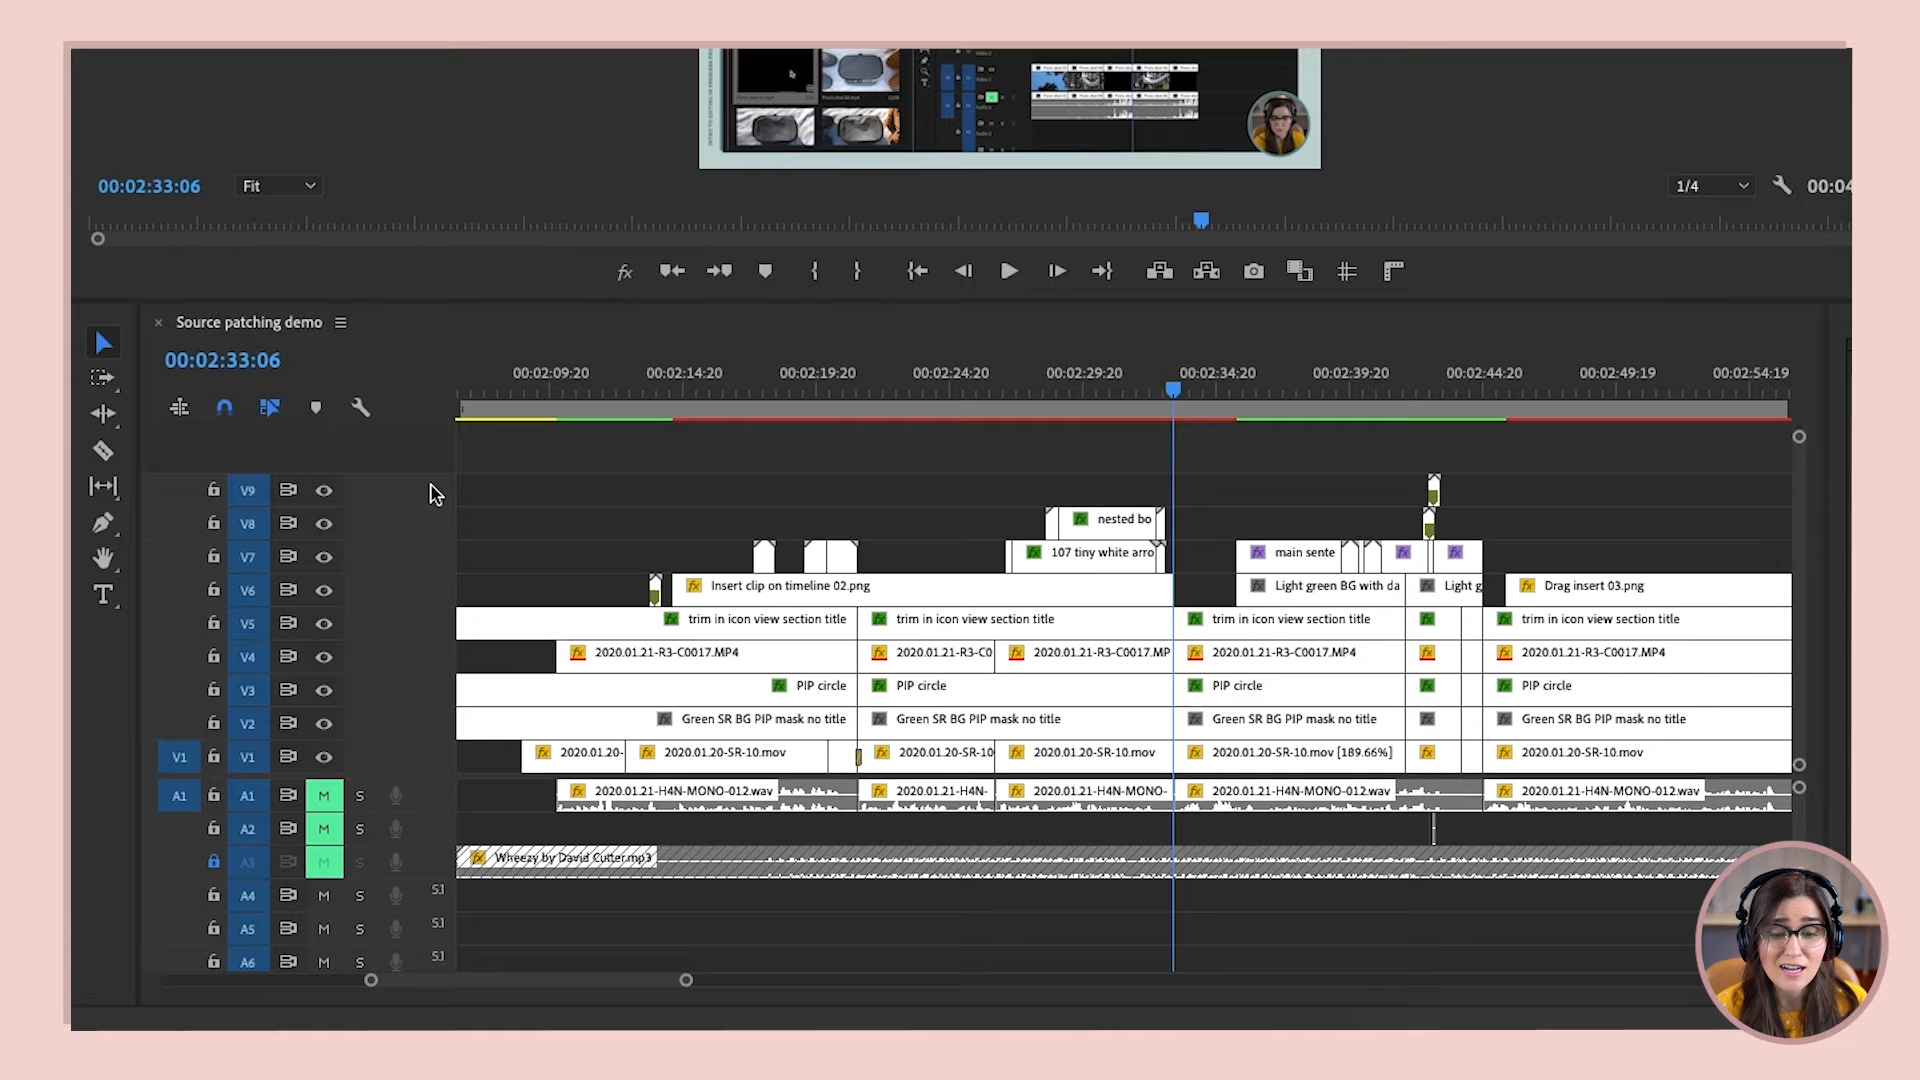 00:02:33:06
Fit
1/4
00:04
Source patching demo
00:02:33:06
00:02:09:20 00:02:14:20 00:02:19:20 00:02:24:20 00:02:29:20 00:02:34:20 00:02:39:20 00:02:44:20 00:02:49:19 00:02:54:19
V9
V8 nested bo
V7 107 tiny white arro main sente
V6 Insert clip on timeline 02.png Light green BG with da Light g Drag insert 03.png
V5 trim in icon view section title trim in icon view section title trim in icon view section title trim in icon view section title
V4 2020.01.21-R3-C0017.MP4 2020.01.21-R3-C0 2020.01.21-R3-C0017.MP 2020.01.21-R3-C0017.MP4 2020.01.21-R3-C0017.MP4
V3 PIP circle PIP circle PIP circle PIP circle
V2 Green SR BG PIP mask no title Green SR BG PIP mask no title Green SR BG PIP mask no title Green SR BG PIP mask no title
V1 V1 2020.01.20- 2020.01.20-SR-10.mov 2020.01.20-SR-10 2020.01.20-SR-10.mov 2020.01.20-SR-10.mov [189.66%] 2020.01.20-SR-10.mov
A1 A1 M S 2020.01.21-H4N-MONO-012.wav 2020.01.21-H4N- 2020.01.21-H4N-MONO- 2020.01.21-H4N-MONO-012.wav 2020.01.21-H4N-MONO-012.wav
A2 M S
A3 M S Wheezy by David Cutter.mp3
A4 M S 5.1
A5 M S 5.1
A6 M S 5.1